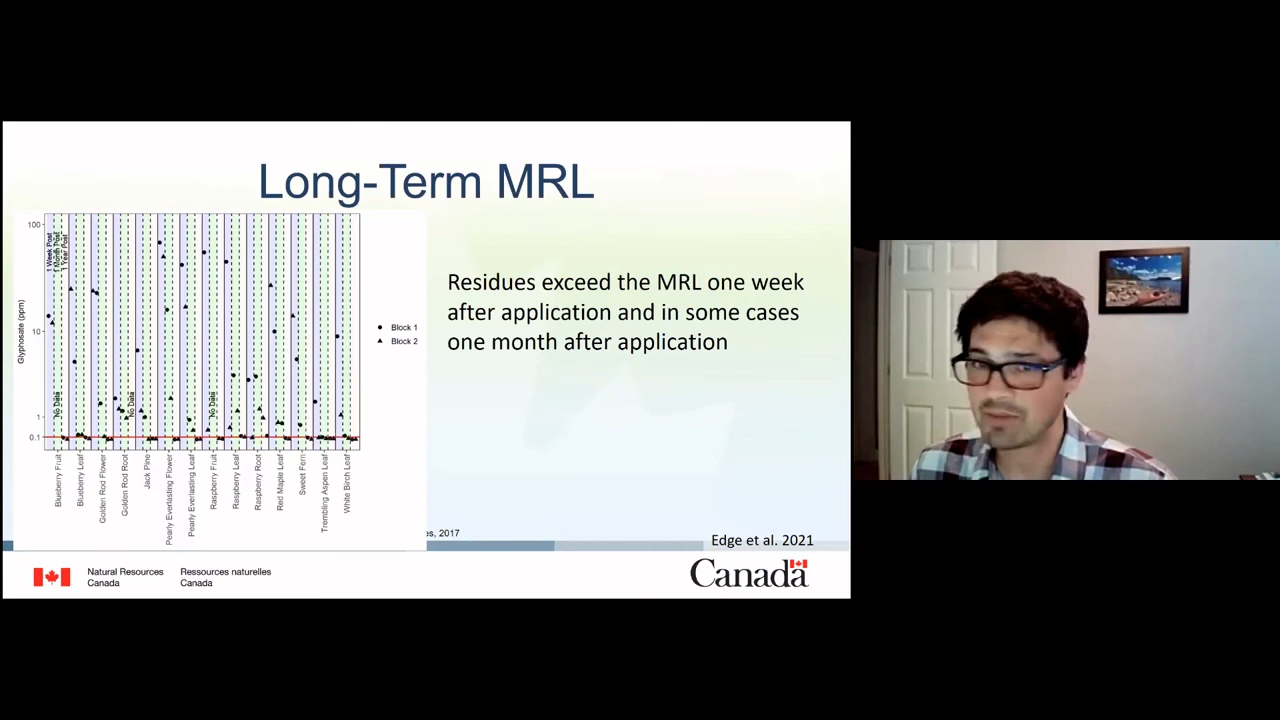 Long-Term MRL
100
10
1
0.1
Glyphosate (ppm)
1 Week Post
1 Month Post
1 Year Post
No Data
No Data
No Data
Block 1
Block 2
Blueberry Fruit
Blueberry Leaf
Golden Rod Flower
Golden Rod Root
Jack Pine
Pearly Everlasting Flower
Pearly Everlasting Leaf
Raspberry Fruit
Raspberry Leaf
Raspberry Root
Red Maple Leaf
Sweet Fern
Trembling Aspen Leaf
White Birch Leaf
Residues exceed the MRL one week
after application and in some cases
one month after application
es, 2017
Edge et al. 2021
Natural Resources
Canada
Ressources naturelles
Canada
Canada